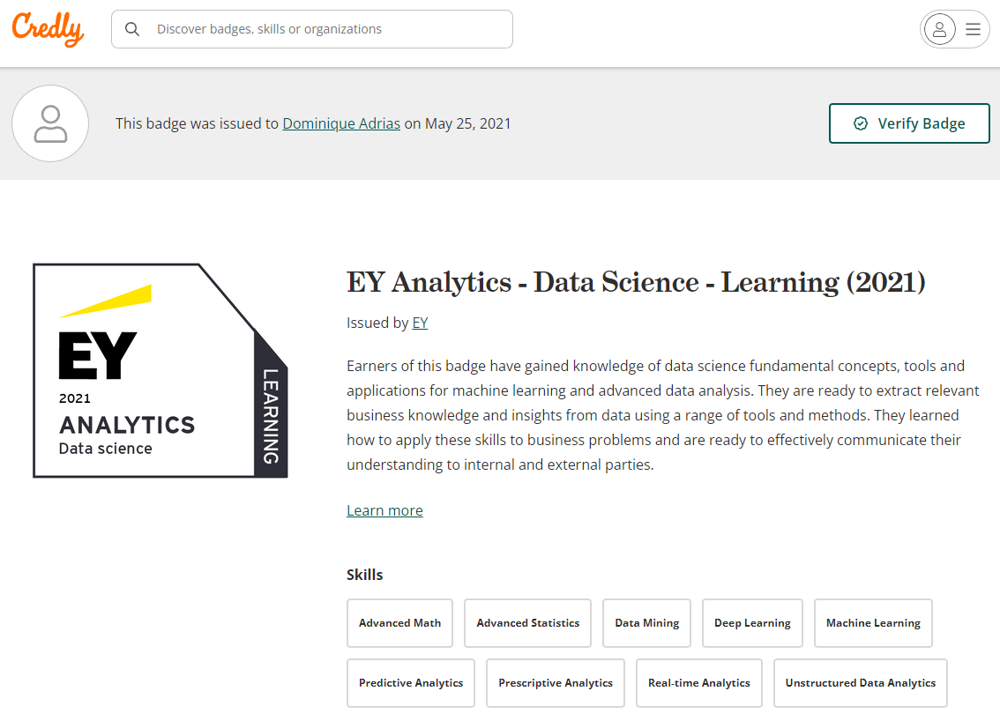 Credly
Discover badges, skills or organizations
This badge was issued to Dominique Adrias on May 25, 2021
Verify Badge
EY
2021
ANALYTICS
Data science
LEARNING
EY Analytics - Data Science - Learning (2021)
Issued by EY
Earners of this badge have gained knowledge of data science fundamental concepts, tools and
applications for machine learning and advanced data analysis. They are ready to extract relevant
business knowledge and insights from data using a range of tools and methods. They learned
how to apply these skills to business problems and are ready to effectively communicate their
understanding to internal and external parties.
Learn more
Skills
Advanced Math
Advanced Statistics
Data Mining
Deep Learning
Machine Learning
Predictive Analytics
Prescriptive Analytics
Real-time Analytics
Unstructured Data Analytics